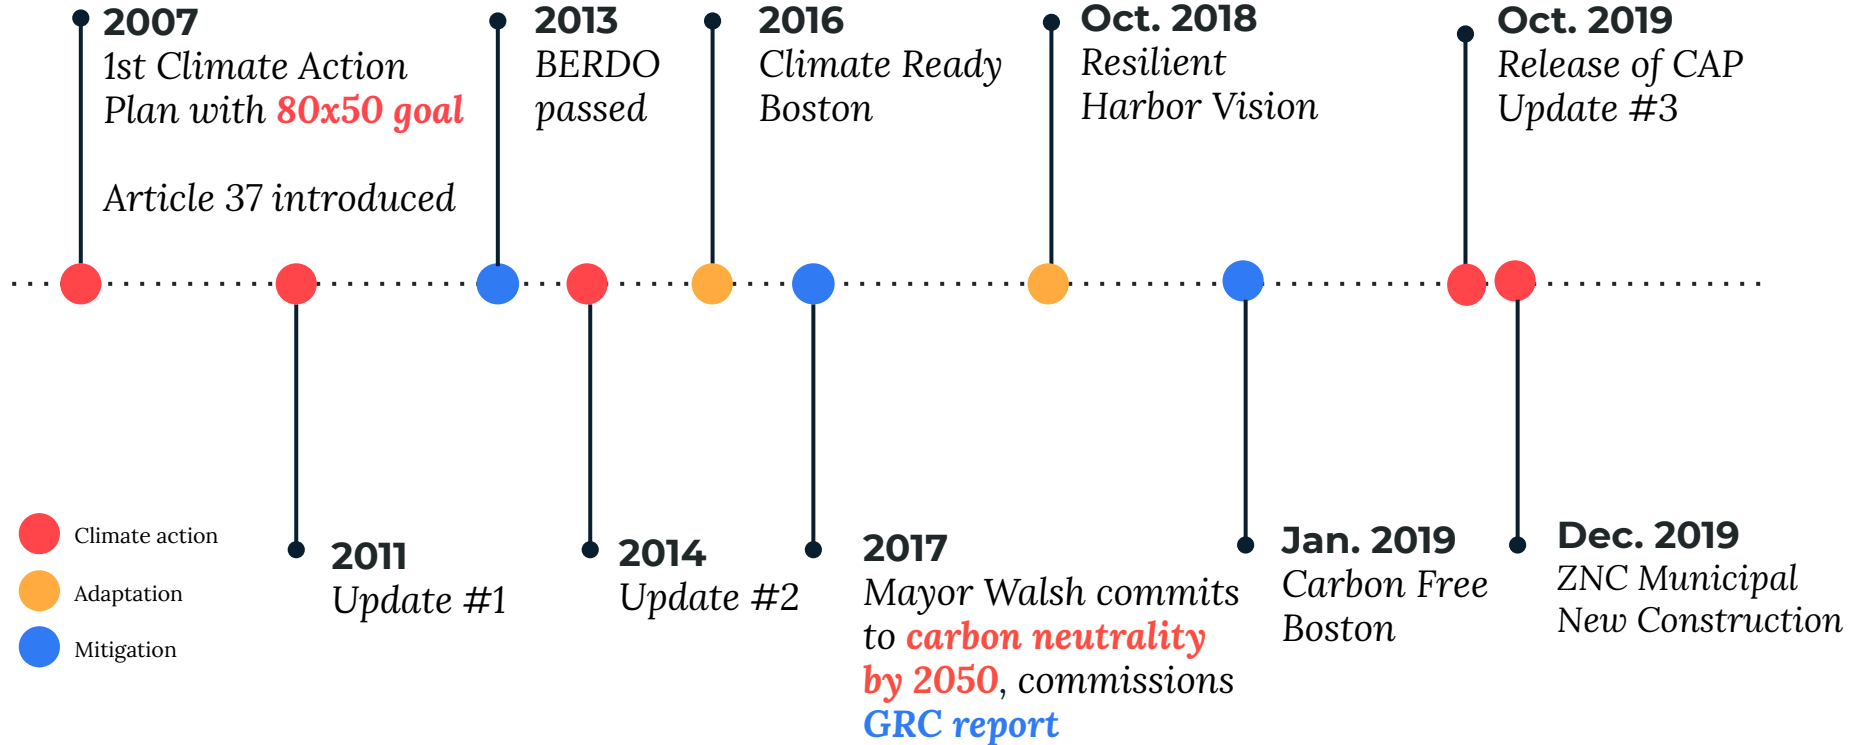 2007
1st Climate Action
Plan with 80x50 goal
Article 37 introduced
2013
BERDO
passed
2016
Climate Ready
Boston
Oct. 2018
Resilient
Harbor Vision
Oct. 2019
Release of CAP
Update #3
Climate action
Adaptation
Mitigation
2011
Update #1
2014
Update #2
2017
Mayor Walsh commits
to carbon neutrality
by 2050, commissions
GRC report
Jan. 2019
Carbon Free
Boston
Dec. 2019
ZNC Municipal
New Construction